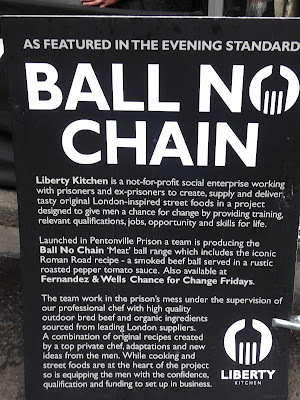 AS FEATURED IN THE EVENING STANDARD
BALL NO
CHAIN
Liberty Kitchen is a not-for-profit social enterprise working
with prisoners and ex-prisoners to create, supply and deliver,
tasty original London-inspired street foods in a project
designed to give men a chance for change by providing training,
relevant qualifications, jobs, opportunity and skills for life.
Launched in Pentonville Prison a team is producing the
Ball No Chain 'Meat' ball range which includes the iconic
Roman Road recipe - a smoked beef ball served in a rustic
roasted pepper tomato sauce. Also available at
Fernandez & Wells Chance for Change Fridays.
The team work in the prison's mess under the supervision of
our professional chef with high quality
outdoor bred beef and organic ingredients
sourced from leading London suppliers.
A combination of original recipes created
by a top private chef, adaptations and new
ideas from the men. While cooking and
street foods are at the heart of the project
so is equipping the men with the confidence,
qualification and funding to set up in business.
LIBERTY
KITCHEN